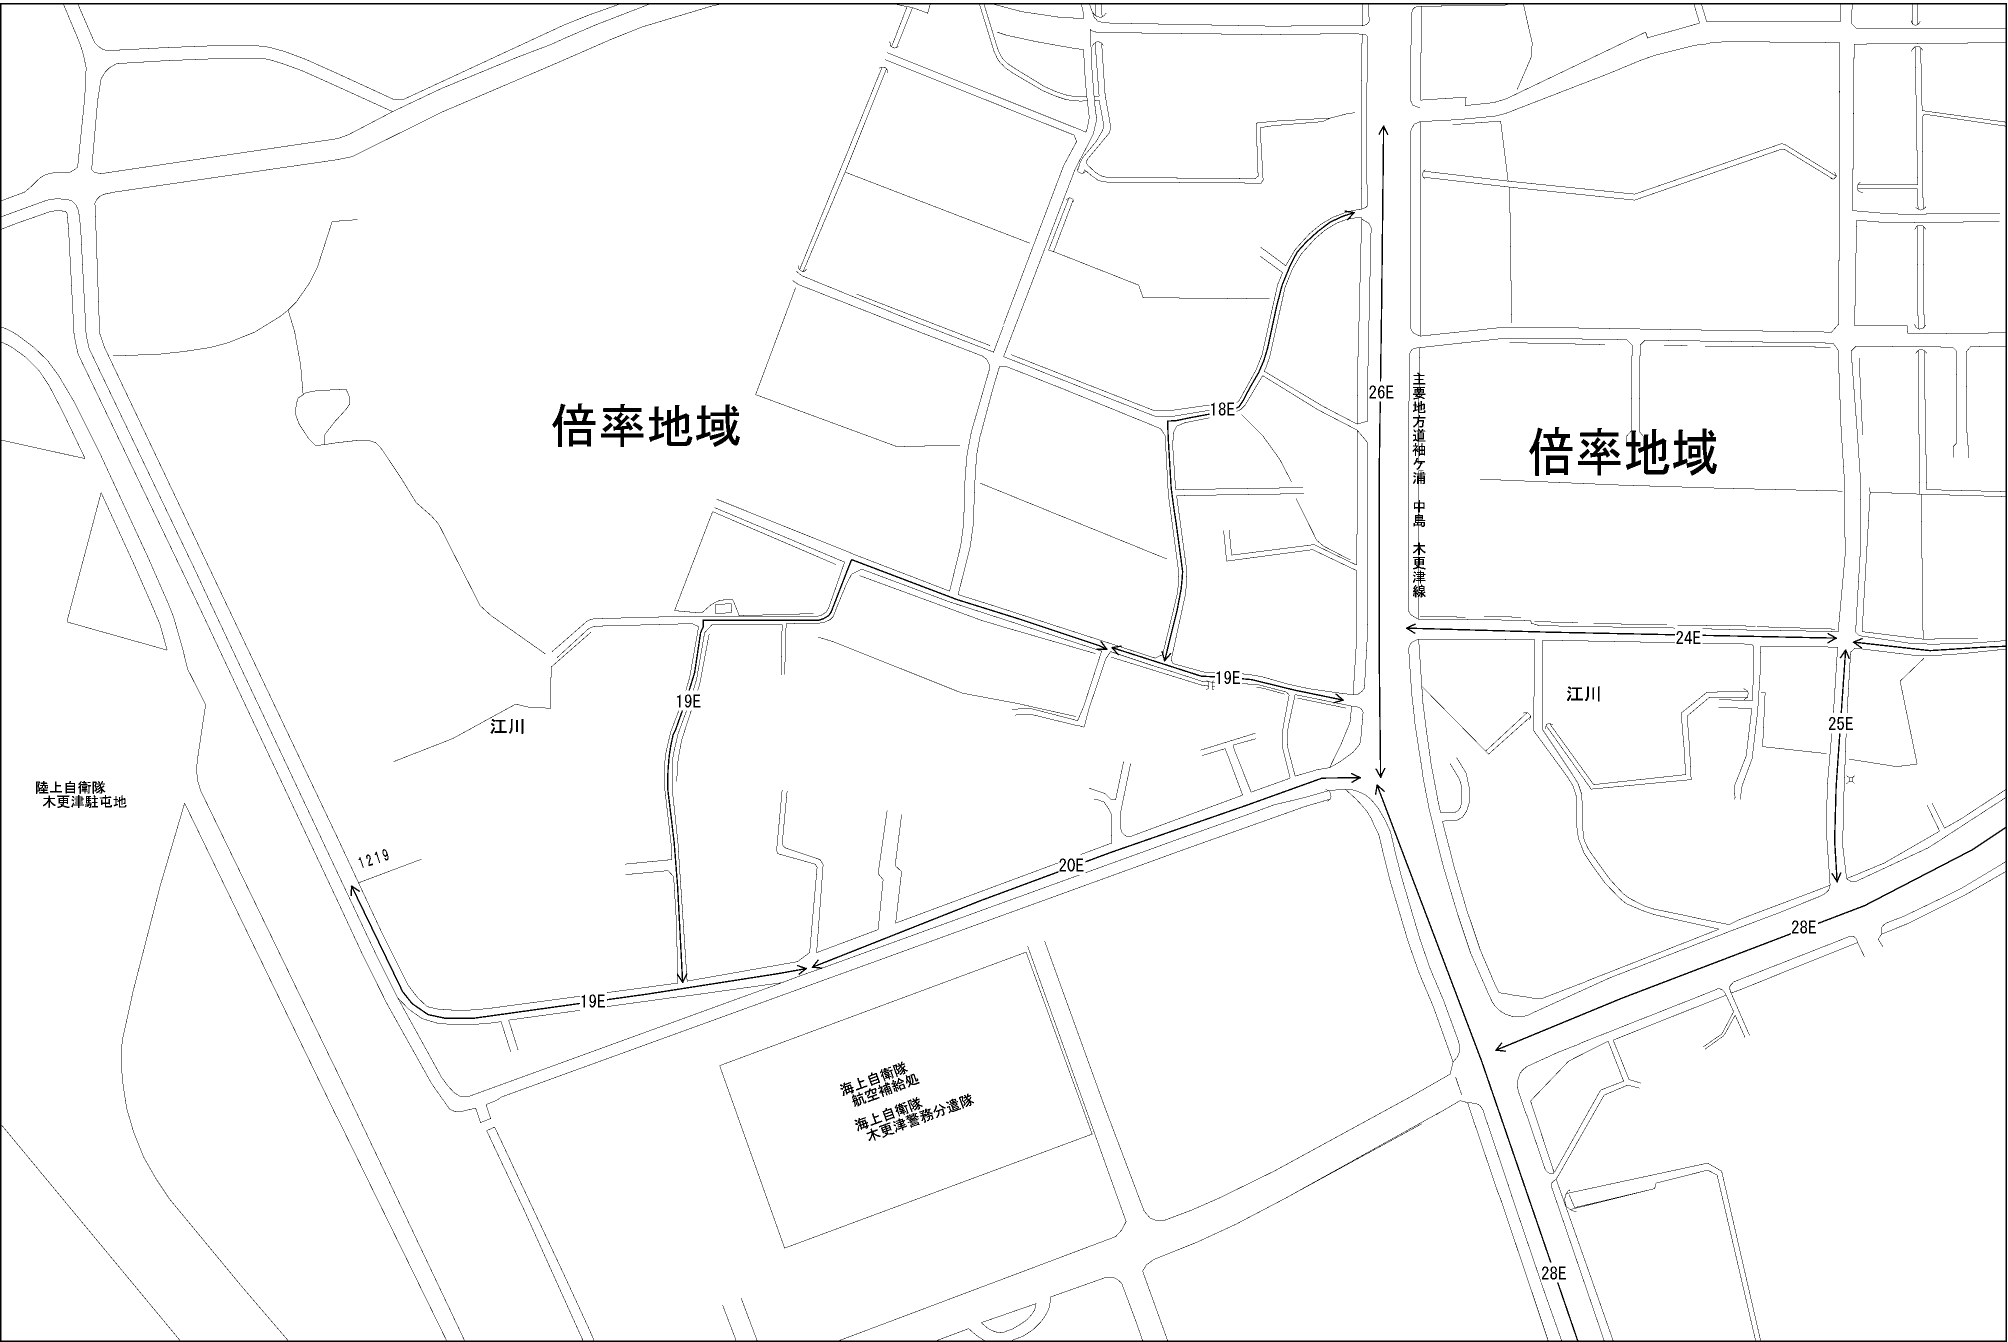 26E
主要地方道袖ケ浦　中島　木更津線
18E
倍率地域
倍率地域
24E
19E
江川
19E
25E
江川
陸上自衛隊
木更津駐屯地
1219
20E
28E
19E
海上自衛隊
航空補給処
海上自衛隊
木更津警務分遣隊
28E